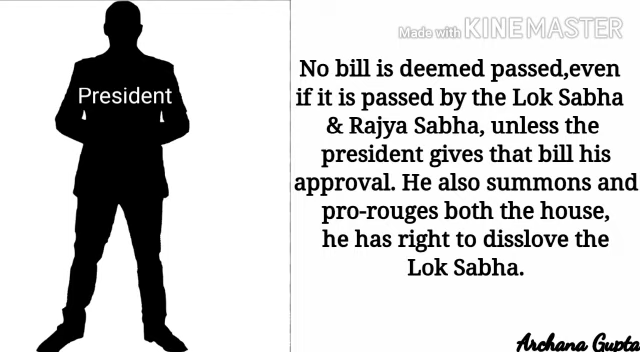 Made with KINEMASTER
President
No bill is deemed passed,even
if it is passed by the Lok Sabha
& Rajya Sabha, unless the
president gives that bill his
approval. He also summons and
pro-rouges both the house,
he has right to disslove the
Lok Sabha.
Archana Gupta